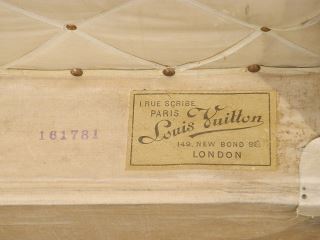 1. RUE SCRIBE
PARIS
Louis Vuitton
149, NEW BOND St.
LONDON
161781